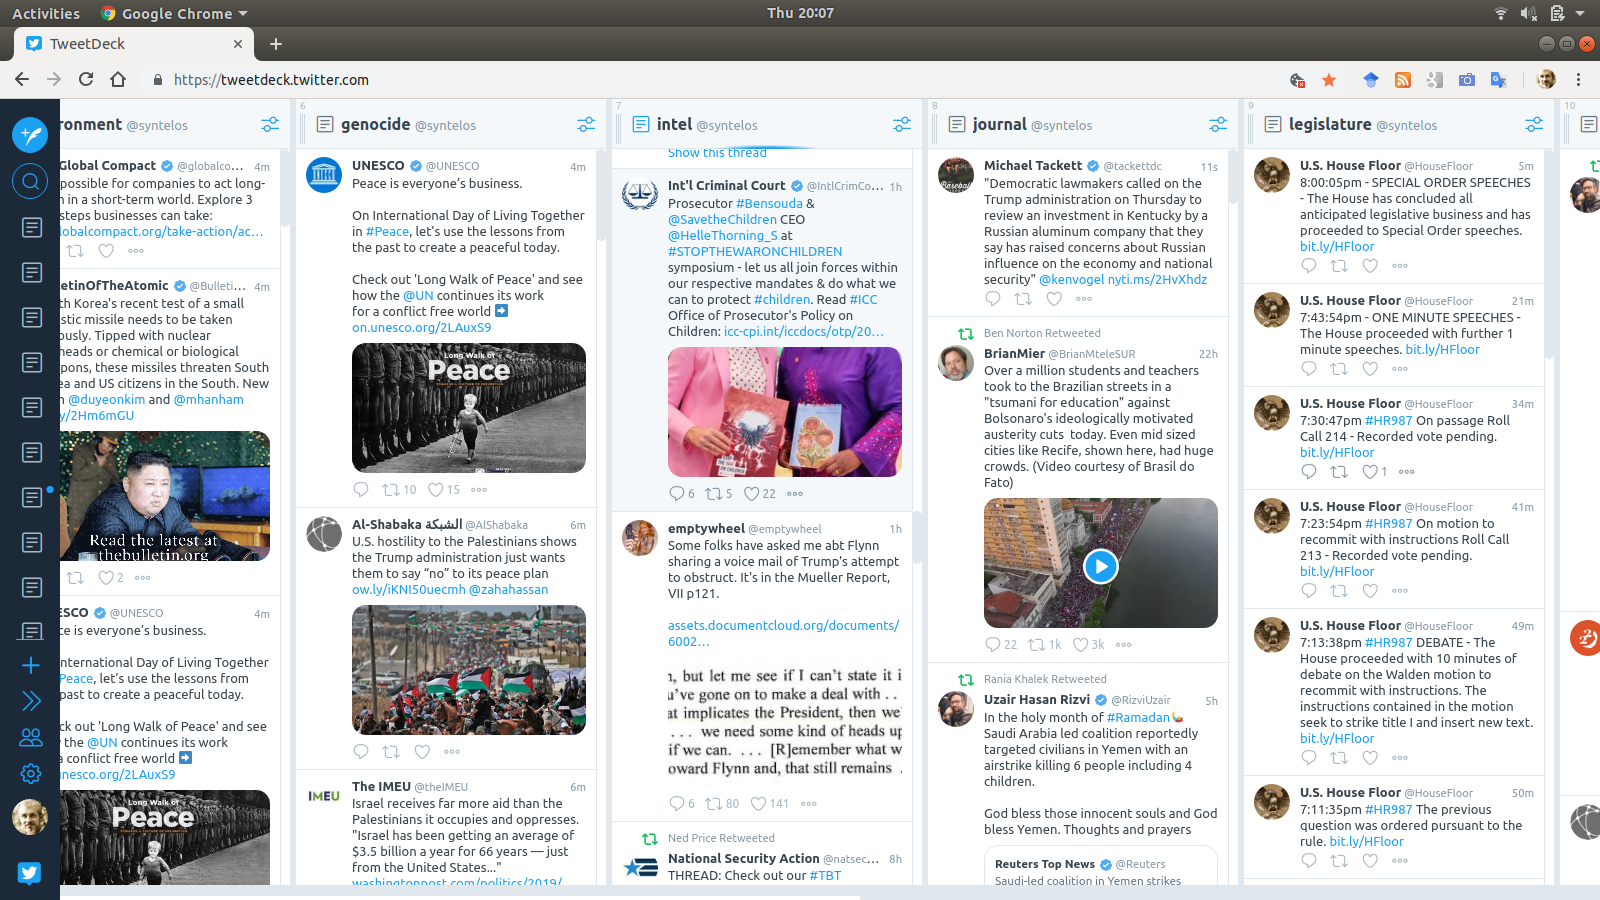 Activities
Google Chrome
Thu 20:07
TweetDeck
https://tweetdeck.twitter.com
ronment @syntelos
Global Compact @globalco... 4m
possible for companies to act long-
in a short-term world. Explore 3
steps businesses can take:
lobalcompact.org/take-action/ac...
letinOfTheAtomic @Bulleti... 4m
th Korea's recent test of a small
stic missile needs to be taken
ously. Tipped with nuclear
heads or chemical or biological
pons, these missiles threaten South
ea and US citizens in the South. New
@duyeonkim and @mhanham
y/2Hm6mGU
Read the latest at
thebulletin.org
2
ESCO @UNESCO 4m
ce is everyone's business.
nternational Day of Living Together
Peace, let's use the lessons from
past to create a peaceful today.
ck out 'Long Walk of Peace' and see
the @UN continues its work
a conflict free world
unesco.org/2LAuxS9
Long Walk of
Peace
6
genocide @syntelos
UNESCO @UNESCO 4m
Peace is everyone's business.
On International Day of Living Together
in #Peace, let's use the lessons from
the past to create a peaceful today.
Check out 'Long Walk of Peace' and see
how the @UN continues its work
for a conflict free world
on.unesco.org/2LAuxS9
Long Walk of
Peace
10 15
Al-Shabaka الشبكة @AlShabaka 6m
U.S. hostility to the Palestinians shows
the Trump administration just wants
them to say “no” to its peace plan
ow.ly/iKNI50uecmh @zahahassan
IMEU
The IMEU @theIMEU 6m
Israel receives far more aid than the
Palestinians it occupies and oppresses.
"Israel has been getting an average of
$3.5 billion a year for 66 years — just
from the United States..."
washingtonpost.com/politics/2019/
7
intel @syntelos
Show this thread
Int'l Criminal Court @IntlCrimCo... 1h
Prosecutor #Bensouda &
@SavetheChildren CEO
@HelleThorning_S at
#STOPTHEWARONCHILDREN
symposium - let us all join forces within
our respective mandates & do what we
can to protect #children. Read #ICC
Office of Prosecutor's Policy on
Children: icc-cpi.int/iccdocs/otp/20...
6 5 22
emptywheel @emptywheel 1h
Some folks have asked me abt Flynn
sharing a voice mail of Trump's attempt
to obstruct. It's in the Mueller Report,
VII p121.
assets.documentcloud.org/documents/
6002...
, but let me see if I can't state it i
u've gone on to make a deal with . .
at implicates the President, then we'
. . . we need some kind of heads up
if we can. . . . [R]emember what w
oward Flynn and, that still remains .
6 80 141
Ned Price Retweeted
National Security Action @natsec... 8h
THREAD: Check out our #TBT
8
journal @syntelos
Michael Tackett @tackettdc 11s
"Democratic lawmakers called on the
Trump administration on Thursday to
review an investment in Kentucky by a
Russian aluminum company that they
say has raised concerns about Russian
influence on the economy and national
security" @kenvogel nyti.ms/2HvXhdz
Ben Norton Retweeted
BrianMier @BrianMteleSUR 22h
Over a million students and teachers
took to the Brazilian streets in a
"tsumani for education" against
Bolsonaro's ideologically motivated
austerity cuts today. Even mid sized
cities like Recife, shown here, had huge
crowds. (Video courtesy of Brasil do
Fato)
22 1k 3k
Rania Khalek Retweeted
Uzair Hasan Rizvi @RizviUzair 5h
In the holy month of #Ramadan
Saudi Arabia led coalition reportedly
targeted civilians in Yemen with an
airstrike killing 6 people including 4
children.
God bless those innocent souls and God
bless Yemen. Thoughts and prayers
Reuters Top News @Reuters
Saudi-led coalition in Yemen strikes
9
legislature @syntelos
U.S. House Floor @HouseFloor 5m
8:00:05pm - SPECIAL ORDER SPEECHES
- The House has concluded all
anticipated legislative business and has
proceeded to Special Order speeches.
bit.ly/HFloor
U.S. House Floor @HouseFloor 21m
7:43:54pm - ONE MINUTE SPEECHES -
The House proceeded with further 1
minute speeches. bit.ly/HFloor
U.S. House Floor @HouseFloor 34m
7:30:47pm #HR987 On passage Roll
Call 214 - Recorded vote pending.
bit.ly/HFloor
1
U.S. House Floor @HouseFloor 41m
7:23:54pm #HR987 On motion to
recommit with instructions Roll Call
213 - Recorded vote pending.
bit.ly/HFloor
U.S. House Floor @HouseFloor 49m
7:13:38pm #HR987 DEBATE - The
House proceeded with 10 minutes of
debate on the Walden motion to
recommit with instructions. The
instructions contained in the motion
seek to strike title I and insert new text.
bit.ly/HFloor
U.S. House Floor @HouseFloor 50m
7:11:35pm #HR987 The previous
question was ordered pursuant to the
rule. bit.ly/HFloor
10